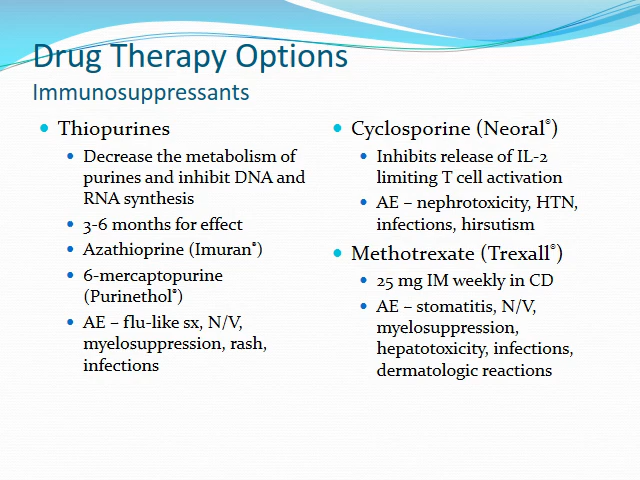 Drug Therapy Options
Immunosuppressants
• Thiopurines
• Decrease the metabolism of
purines and inhibit DNA and
RNA synthesis
• 3-6 months for effect
• Azathioprine (Imuran®)
• 6-mercaptopurine
(Purinethol®)
• AE – flu-like sx, N/V,
myelosuppression, rash,
infections
• Cyclosporine (Neoral®)
• Inhibits release of IL-2
limiting T cell activation
• AE – nephrotoxicity, HTN,
infections, hirsutism
• Methotrexate (Trexall®)
• 25 mg IM weekly in CD
• AE – stomatitis, N/V,
myelosuppression,
hepatotoxicity, infections,
dermatologic reactions